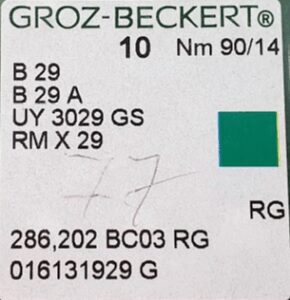 GROZ-BECKERT®
10 Nm 90/14
B 29
B 29 A
UY 3029 GS
RM X 29
77
RG
286,202 BC03 RG
016131929 G